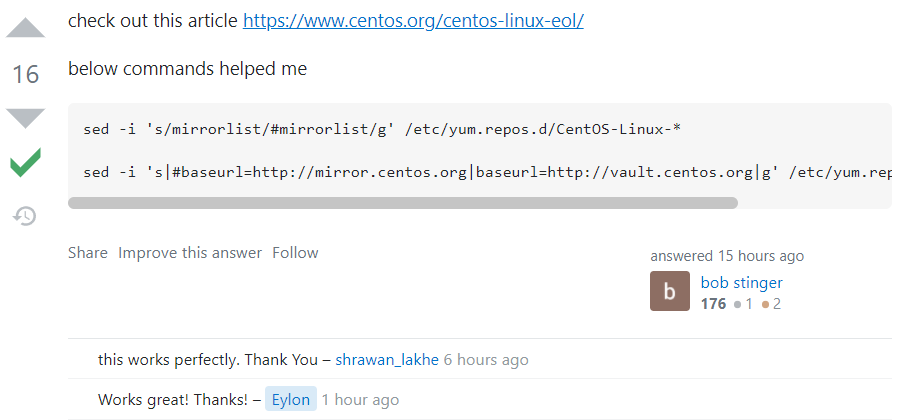 check out this article https://www.centos.org/centos-linux-eol/
16
below commands helped me
sed -i 's/mirrorlist/#mirrorlist/g' /etc/yum.repos.d/CentOS-Linux-*
sed -i 's|#baseurl=http://mirror.centos.org|baseurl=http://vault.centos.org|g' /etc/yum.rep
Share Improve this answer Follow
answered 15 hours ago
b
bob stinger
176 1 2
this works perfectly. Thank You – shrawan_lakhe 6 hours ago
Works great! Thanks! – Eylon 1 hour ago